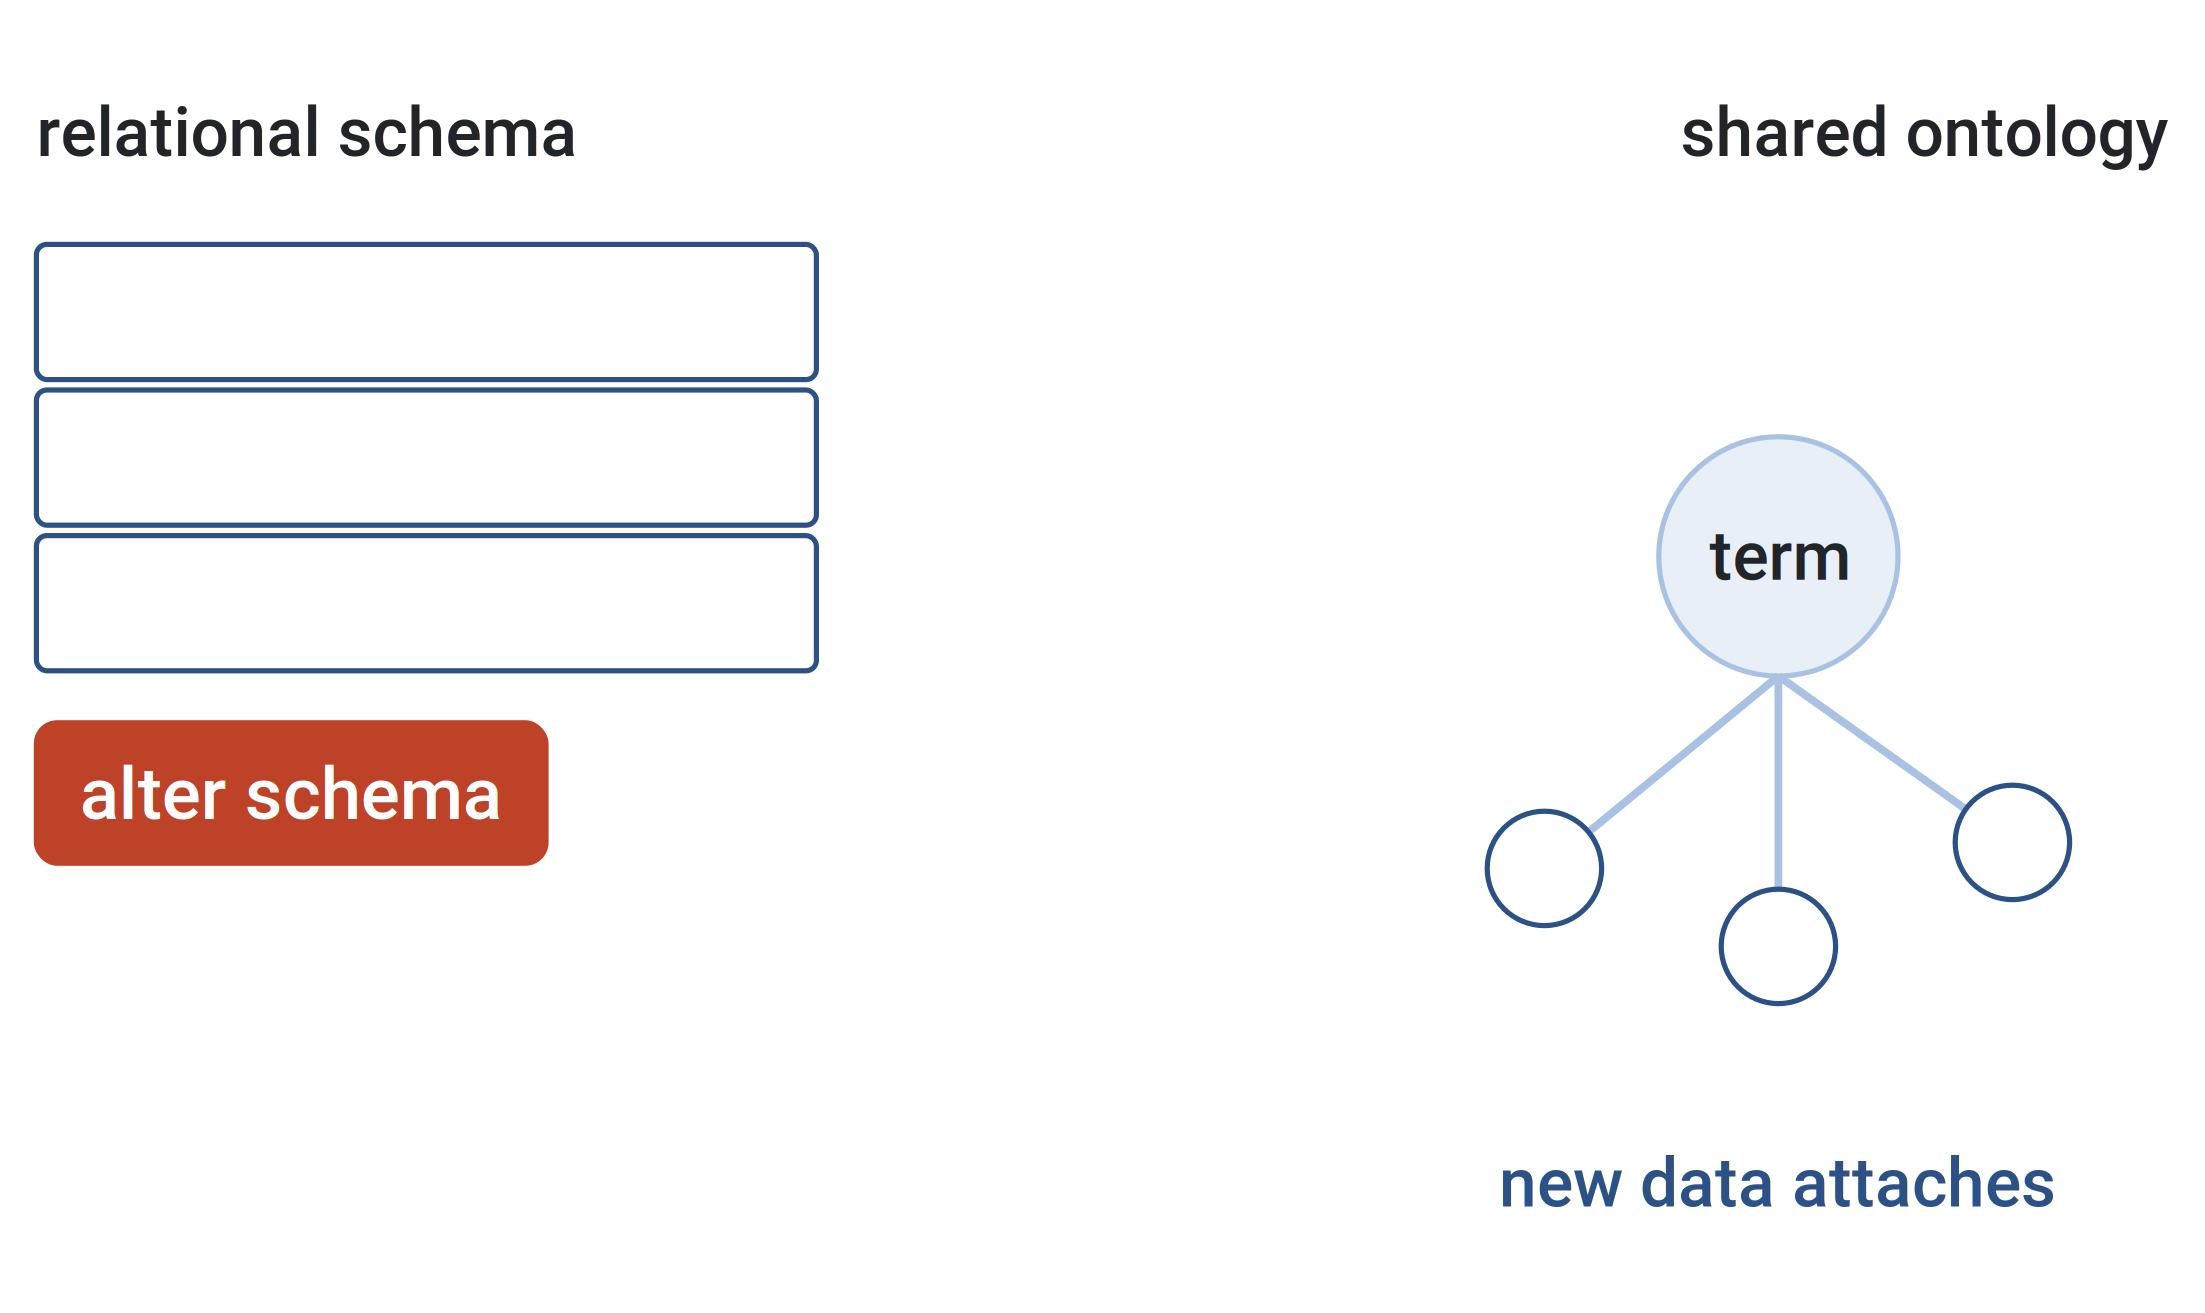 relational schema
shared ontology
term
alter schema
new data attaches